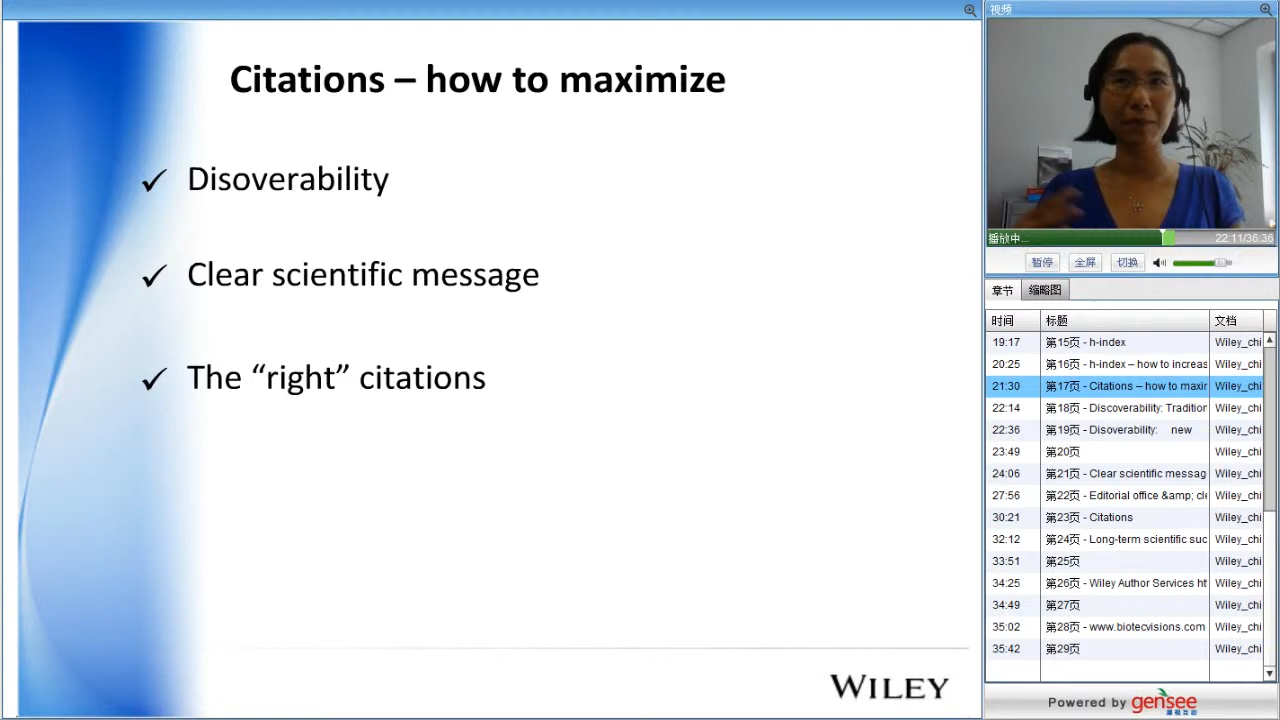 Citations – how to maximize
✓ Disoverability
✓ Clear scientific message
✓ The “right” citations
WILEY
视频
播放中...
22:11/36:36
暂停 全屏 切换
章节 缩略图
时间 标题 文档
19:17 第15页 - h-index Wiley_chi
20:25 第16页 - h-index – how to increas Wiley_chi
21:30 第17页 - Citations – how to maxir Wiley_chi
22:14 第18页 - Discoverability: Tradition Wiley_chi
22:36 第19页 - Disoverability: new Wiley_chi
23:49 第20页 Wiley_chi
24:06 第21页 - Clear scientific messag Wiley_chi
27:56 第22页 - Editorial office &amp; cle Wiley_chi
30:21 第23页 - Citations Wiley_chi
32:12 第24页 - Long-term scientific suc Wiley_chi
33:51 第25页 Wiley_chi
34:25 第26页 - Wiley Author Services ht Wiley_chi
34:49 第27页 Wiley_chi
35:02 第28页 - www.biotecvisions.com Wiley_chi
35:42 第29页 Wiley_chi
Powered by gensee
展视互动